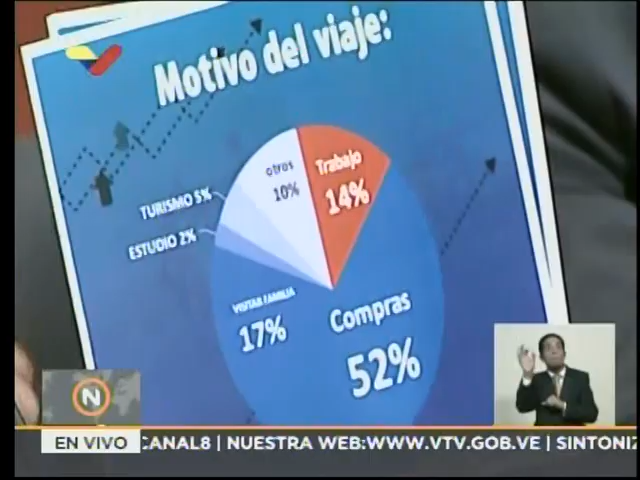 Motivo del viaje:
otros
10%
Trabajo
14%
TURISMO 5%
ESTUDIO 2%
VISITAR FAMILIA
17%
Compras
52%
N
EN VIVO
CANAL8 | NUESTRA WEB:WWW.VTV.GOB.VE | SINTONIZ